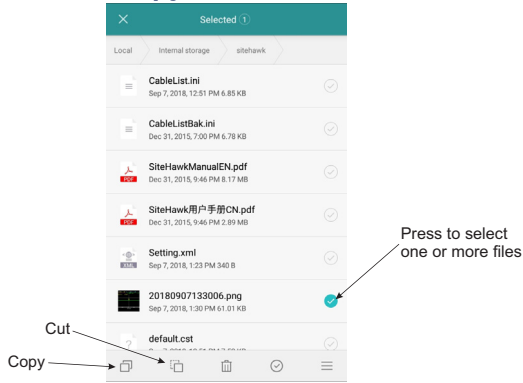 Selected 1
Local Internal storage sitehawk
CableList.ini
Sep 7, 2018, 12:51 PM 6.85 KB
CableListBak.ini
Dec 31, 2015, 7:00 PM 6.78 KB
SiteHawkManualEN.pdf
PDF
Dec 31, 2015, 9:46 PM 8.17 MB
SiteHawk用户手册CN.pdf
PDF
Dec 31, 2015, 9:46 PM 2.89 MB
Setting.xml
XML
Sep 7, 2018, 1:23 PM 340 B
Press to select
one or more files
20180907133006.png
Sep 7, 2018, 1:30 PM 61.01 KB
Cut
default.cst
?
Copy